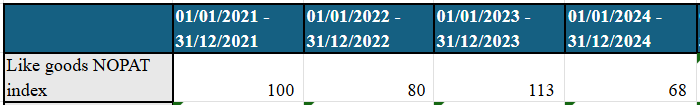 01/01/2021 - 01/01/2022 - 01/01/2023 - 01/01/2024 -
31/12/2021 31/12/2022 31/12/2023 31/12/2024
Like goods NOPAT
index 100 80 113 68